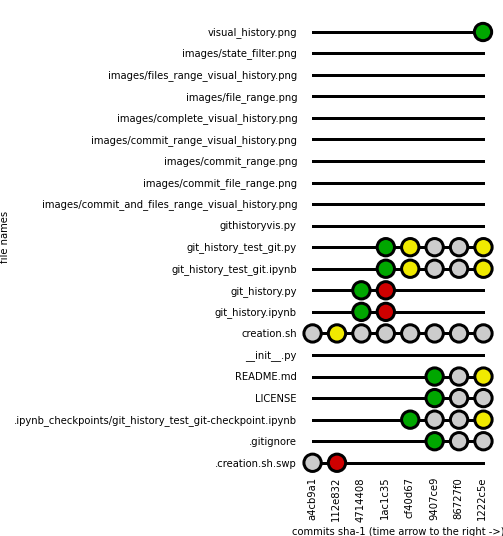 visual_history.png
images/state_filter.png
images/files_range_visual_history.png
images/file_range.png
images/complete_visual_history.png
images/commit_range_visual_history.png
images/commit_range.png
images/commit_file_range.png
images/commit_and_files_range_visual_history.png
githistoryvis.py
git_history_test_git.py
git_history_test_git.ipynb
git_history.py
git_history.ipynb
creation.sh
__init__.py
README.md
LICENSE
.ipynb_checkpoints/git_history_test_git-checkpoint.ipynb
.gitignore
.creation.sh.swp
file names
a4cb9a1
112e832
4714408
1ac1c35
cf40d67
9407ce9
86727f0
1222c5e
commits sha-1 (time arrow to the right ->)